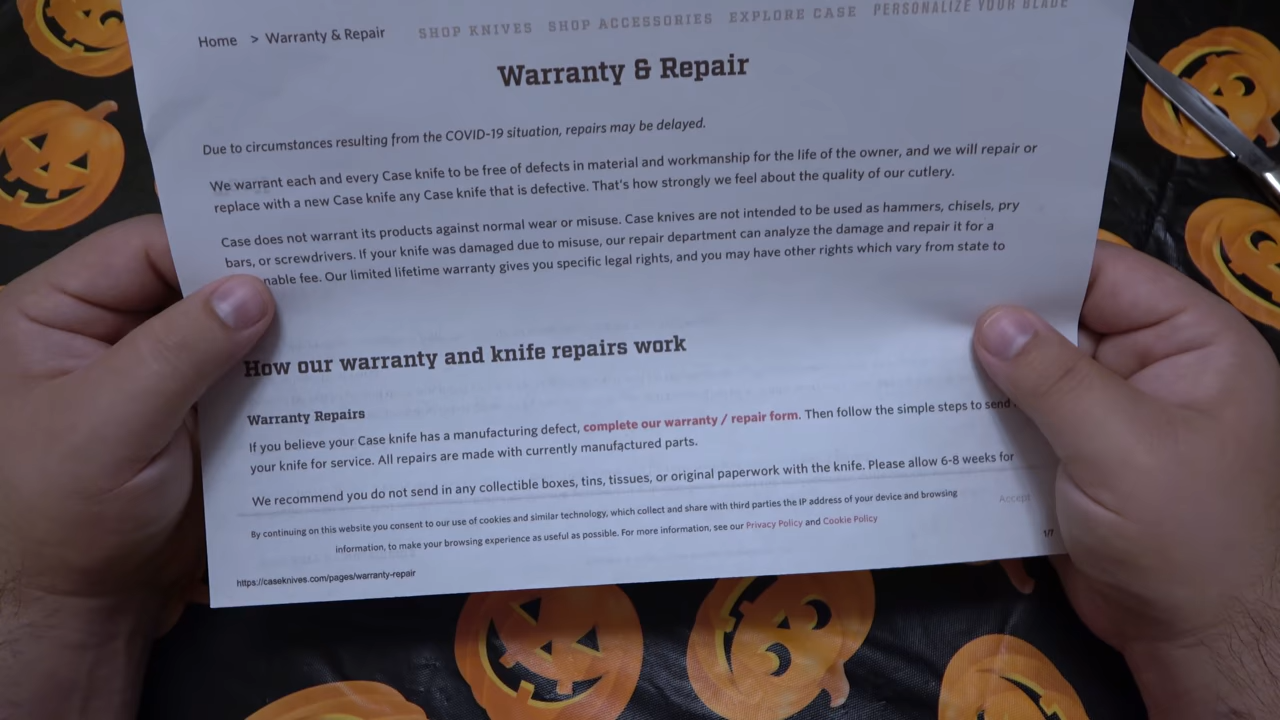 SHOP KNIVES SHOP ACCESSORIES EXPLORE CASE PERSONALIZE YOUR BLADE
Home > Warranty & Repair
Warranty & Repair
Due to circumstances resulting from the COVID-19 situation, repairs may be delayed.
We warrant each and every Case knife to be free of defects in material and workmanship for the life of the owner, and we will repair or
replace with a new Case knife any Case knife that is defective. That's how strongly we feel about the quality of our cutlery.
Case does not warrant its products against normal wear or misuse. Case knives are not intended to be used as hammers, chisels, pry
bars, or screwdrivers. If your knife was damaged due to misuse, our repair department can analyze the damage and repair it for a
nable fee. Our limited lifetime warranty gives you specific legal rights, and you may have other rights which vary from state to
How our warranty and knife repairs work
Warranty Repairs
If you believe your Case knife has a manufacturing defect, complete our warranty / repair form. Then follow the simple steps to send
your knife for service. All repairs are made with currently manufactured parts.
We recommend you do not send in any collectible boxes, tins, tissues, or original paperwork with the knife. Please allow 6-8 weeks for
By continuing on this website you consent to our use of cookies and similar technology, which collect and share with third parties the IP address of your device and browsing
information, to make your browsing experience as useful as possible. For more information, see our Privacy Policy and Cookie Policy
Accept
https://caseknives.com/pages/warranty-repair
1/7